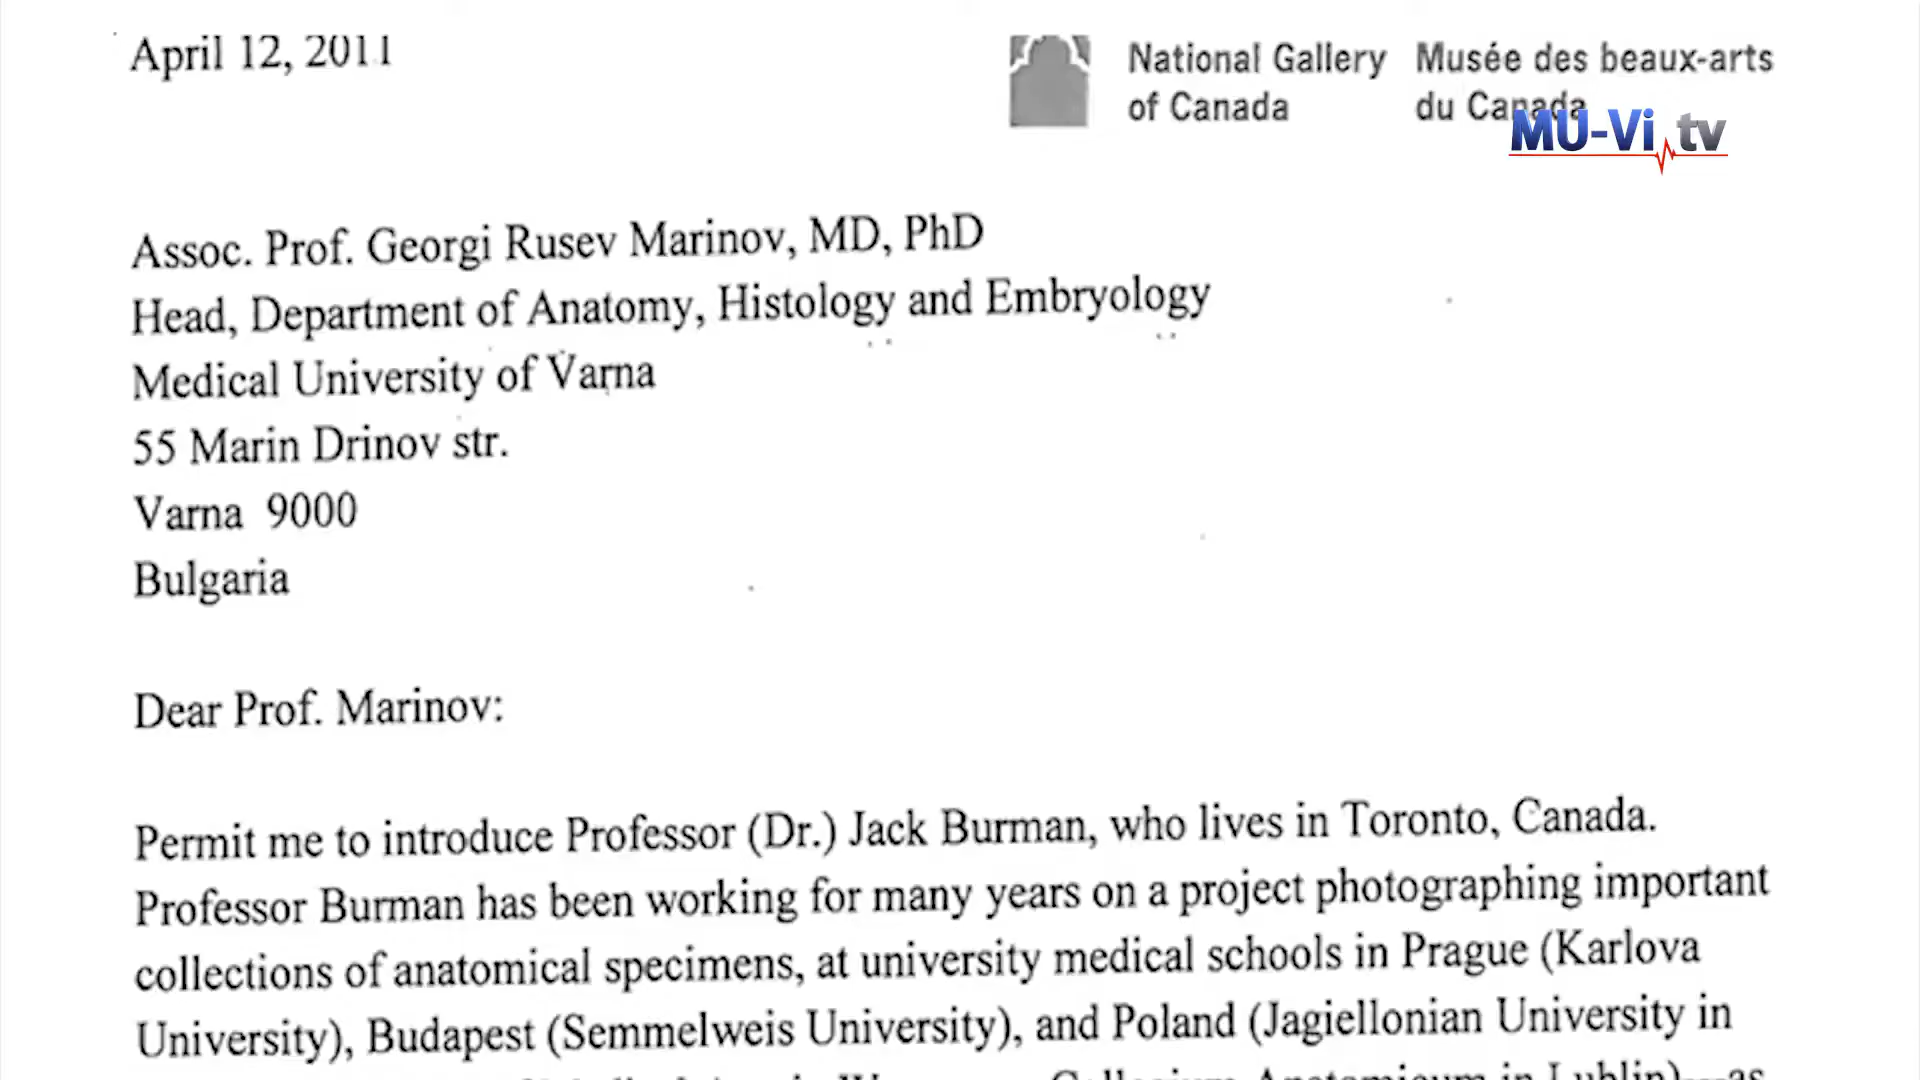 April 12, 2011
National Gallery of Canada
Musée des beaux-arts du Canada
MU-Vi tv
Assoc. Prof. Georgi Rusev Marinov, MD, PhD
Head, Department of Anatomy, Histology and Embryology
Medical University of Varna
55 Marin Drinov str.
Varna 9000
Bulgaria
Dear Prof. Marinov:
Permit me to introduce Professor (Dr.) Jack Burman, who lives in Toronto, Canada.
Professor Burman has been working for many years on a project photographing important
collections of anatomical specimens, at university medical schools in Prague (Karlova
University), Budapest (Semmelweis University), and Poland (Jagiellonian University in
Collegium Anatomicum in Lublin)